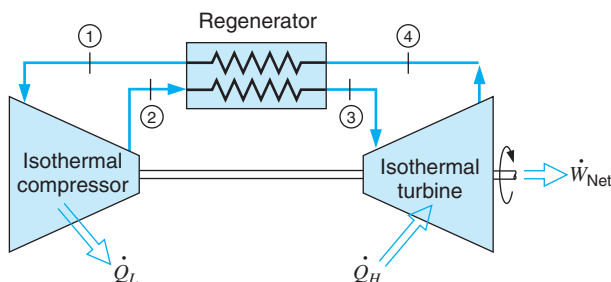 Regenerator
1
4
2
3
Isothermal
compressor
Isothermal
turbine
Ẇ_Net
Q̇_L
Q̇_H